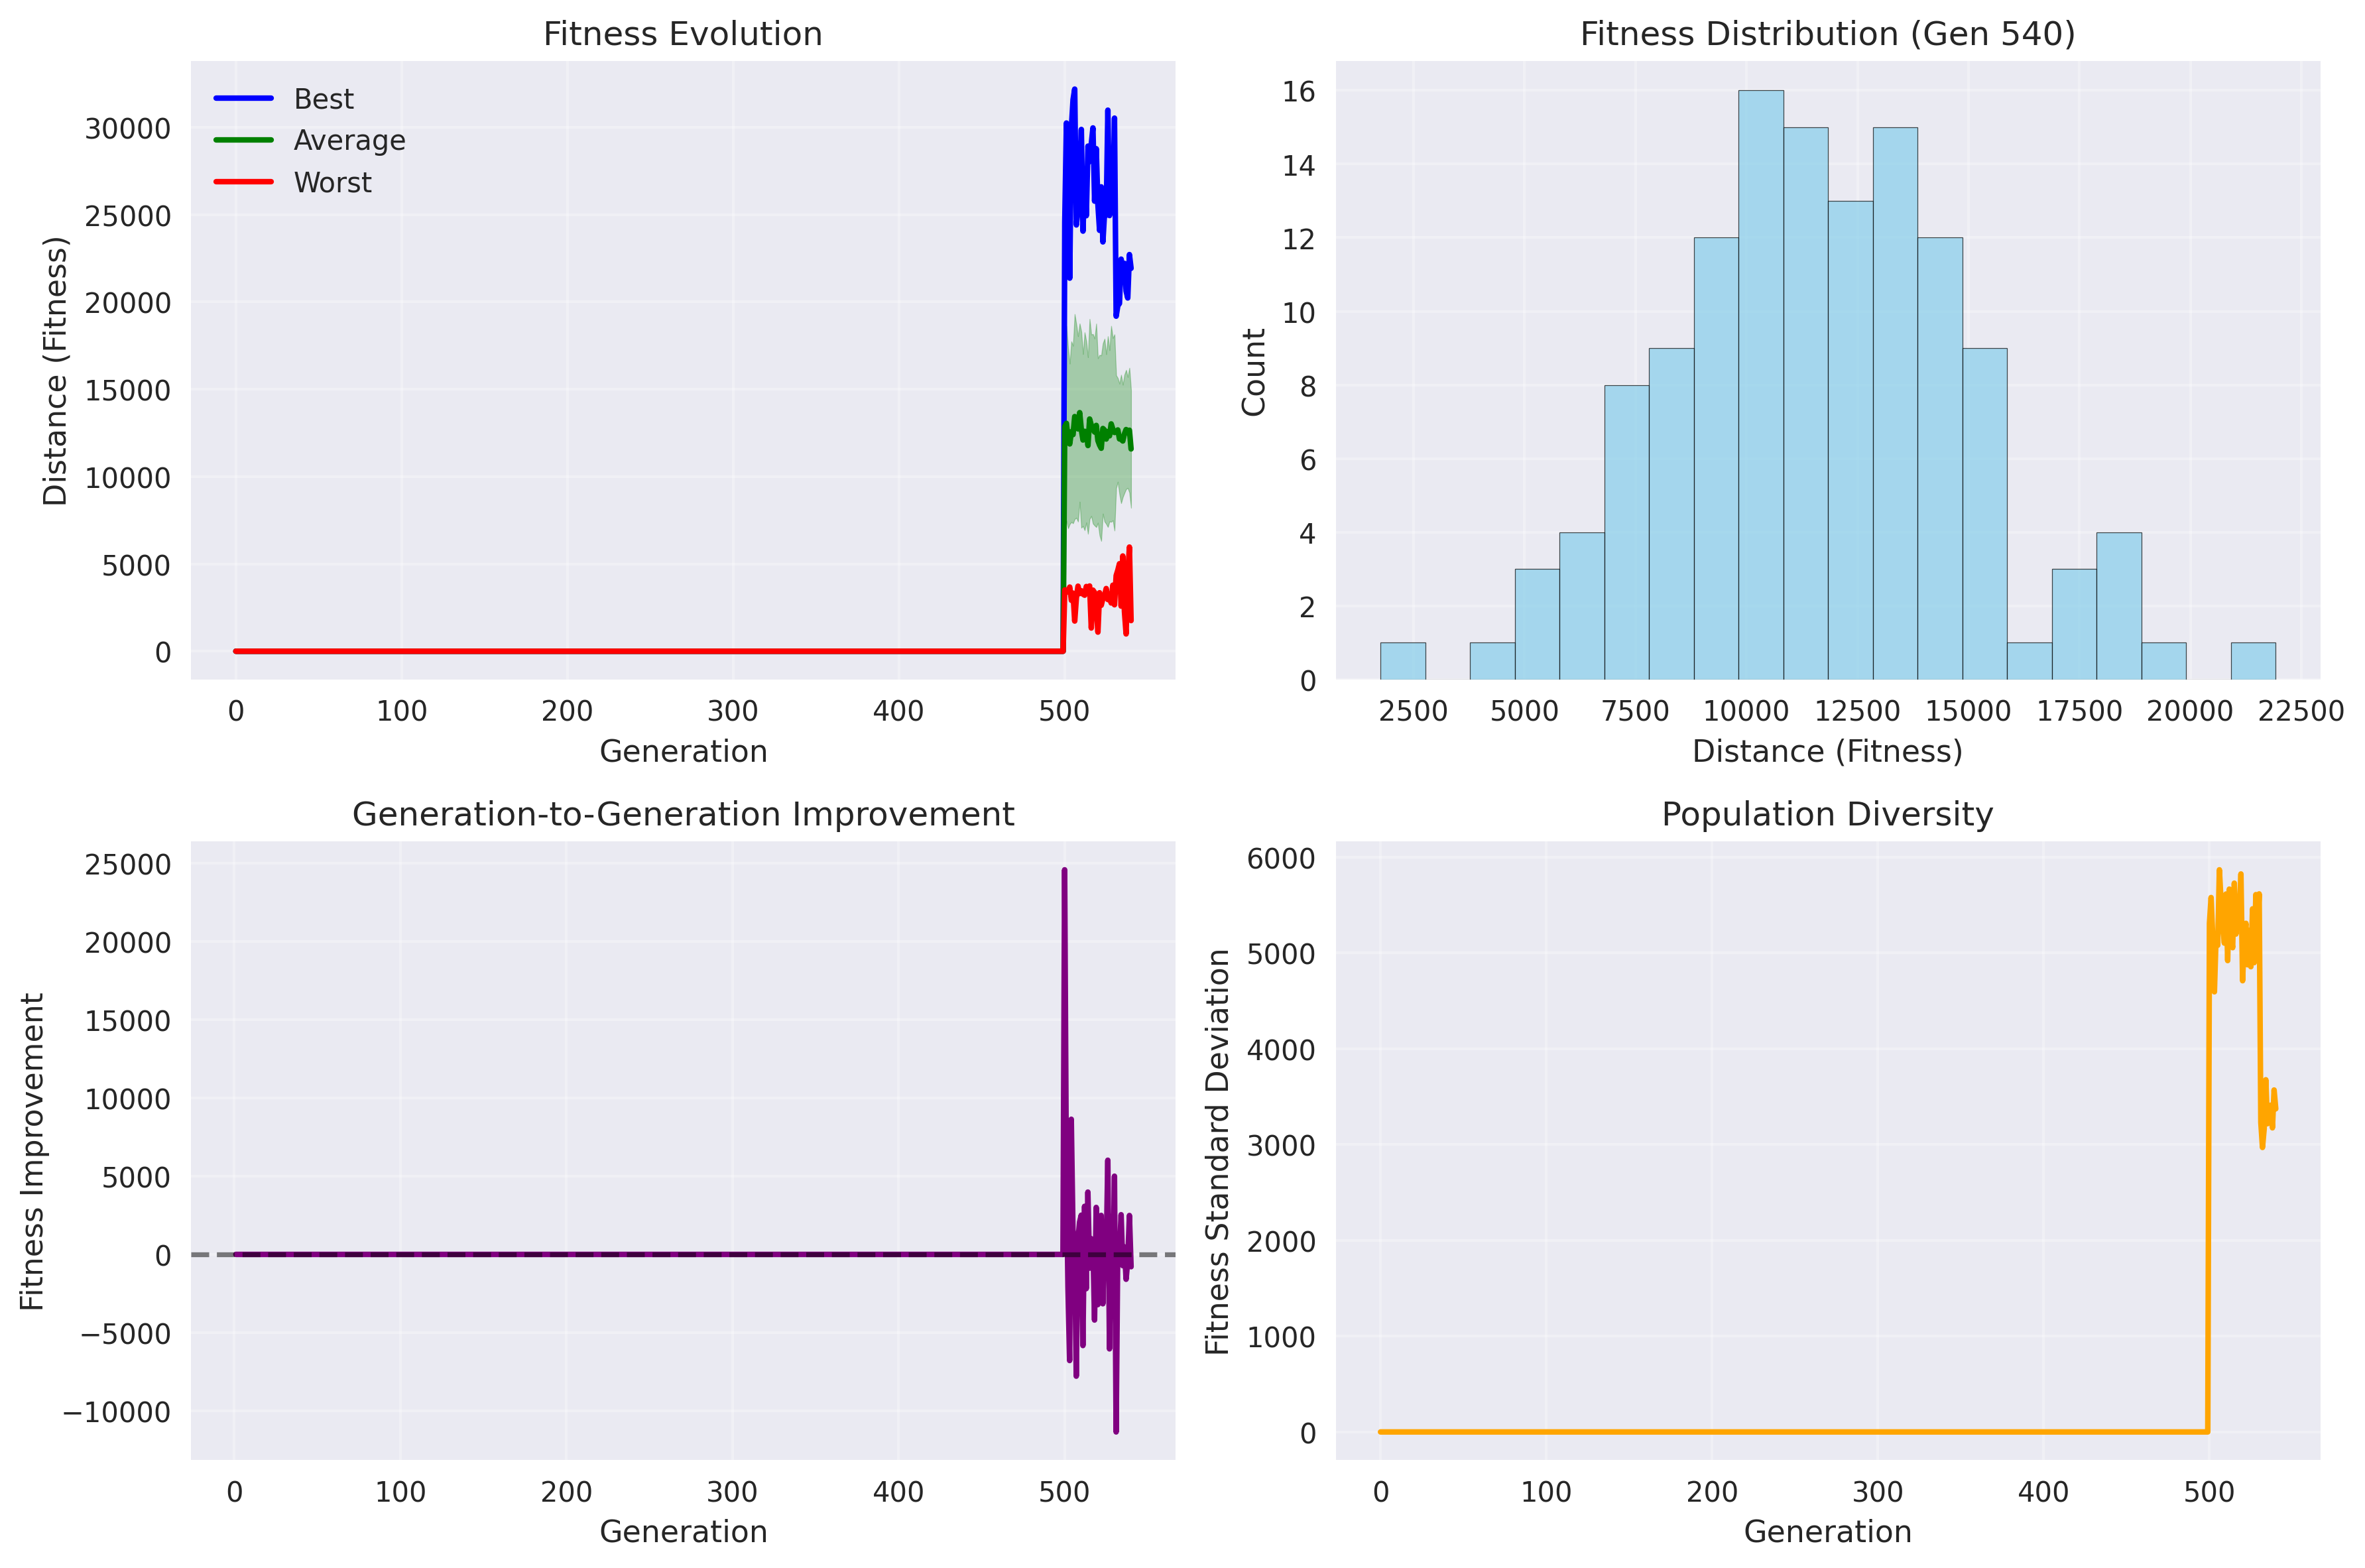 Fitness Evolution
Best
Average
Worst
30000
25000
20000
15000
10000
5000
0
Distance (Fitness)
0 100 200 300 400 500
Generation
Fitness Distribution (Gen 540)
16
14
12
10
8
6
4
2
0
Count
2500 5000 7500 10000 12500 15000 17500 20000 22500
Distance (Fitness)
Generation-to-Generation Improvement
25000
20000
15000
10000
5000
0
−5000
−10000
Fitness Improvement
0 100 200 300 400 500
Generation
Population Diversity
6000
5000
4000
3000
2000
1000
0
Fitness Standard Deviation
0 100 200 300 400 500
Generation